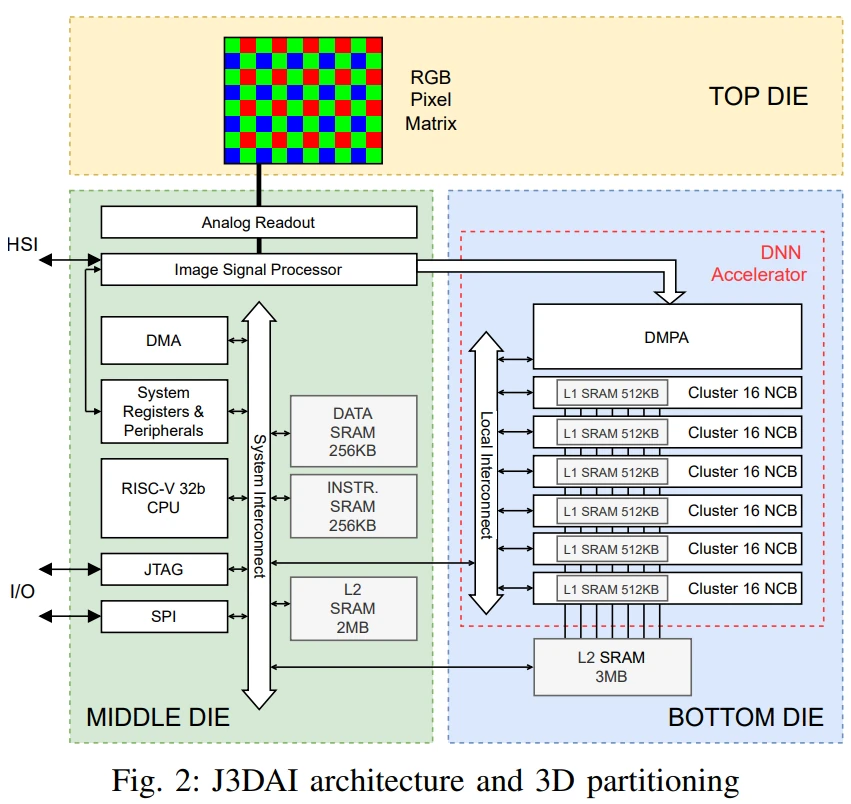 RGB
Pixel
Matrix
TOP DIE
Analog Readout
HSI
Image Signal Processor
DMA
System
Registers &
Peripherals
RISC-V 32b
CPU
I/O
JTAG
SPI
System Interconnect
DATA
SRAM
256KB
INSTR.
SRAM
256KB
L2
SRAM
2MB
MIDDLE DIE
DNN
Accelerator
DMPA
Local Interconnect
L1 SRAM 512KB Cluster 16 NCB
L1 SRAM 512KB Cluster 16 NCB
L1 SRAM 512KB Cluster 16 NCB
L1 SRAM 512KB Cluster 16 NCB
L1 SRAM 512KB Cluster 16 NCB
L1 SRAM 512KB Cluster 16 NCB
L2 SRAM
3MB
BOTTOM DIE
Fig. 2: J3DAI architecture and 3D partitioning